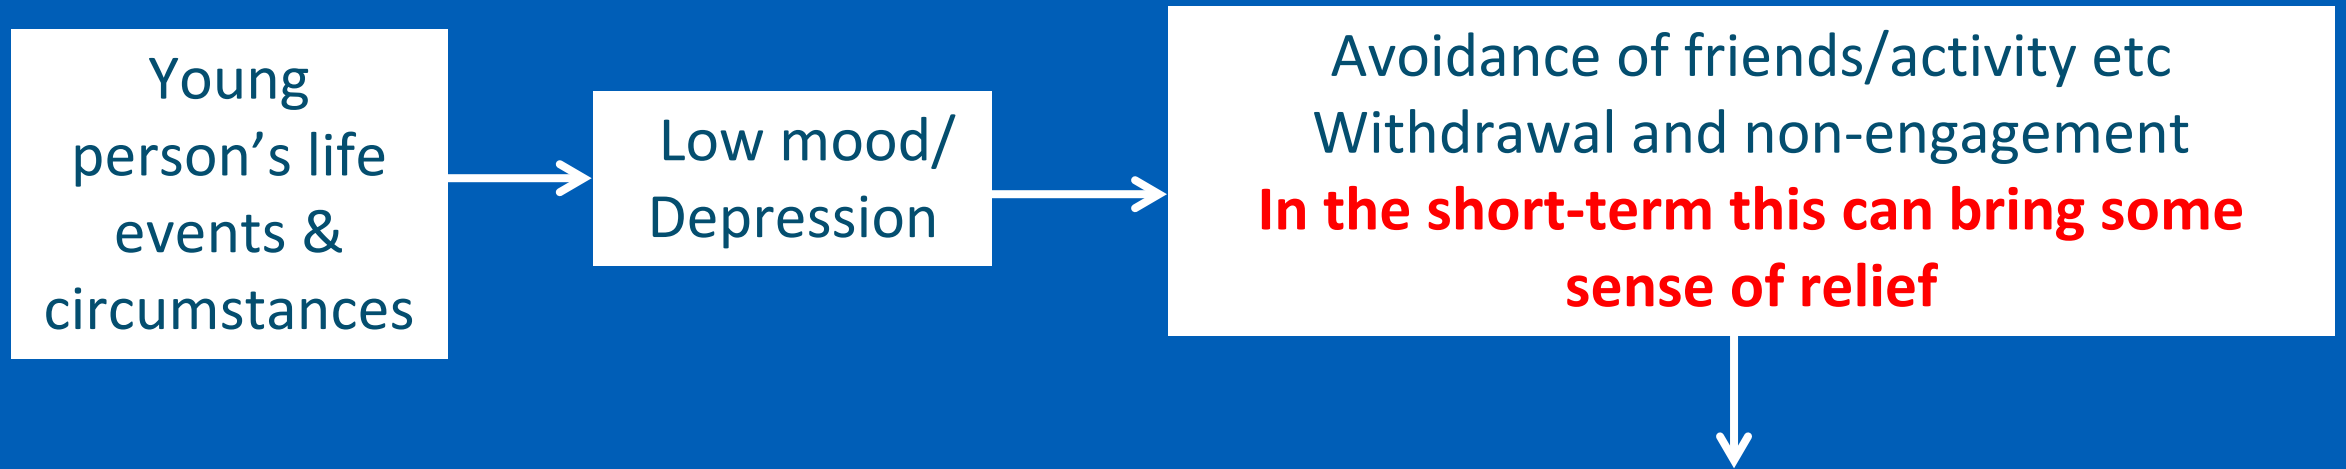 Young
person’s life
events &
circumstances
Low mood/
Depression
Avoidance of friends/activity etc
Withdrawal and non-engagement
In the short-term this can bring some
sense of relief